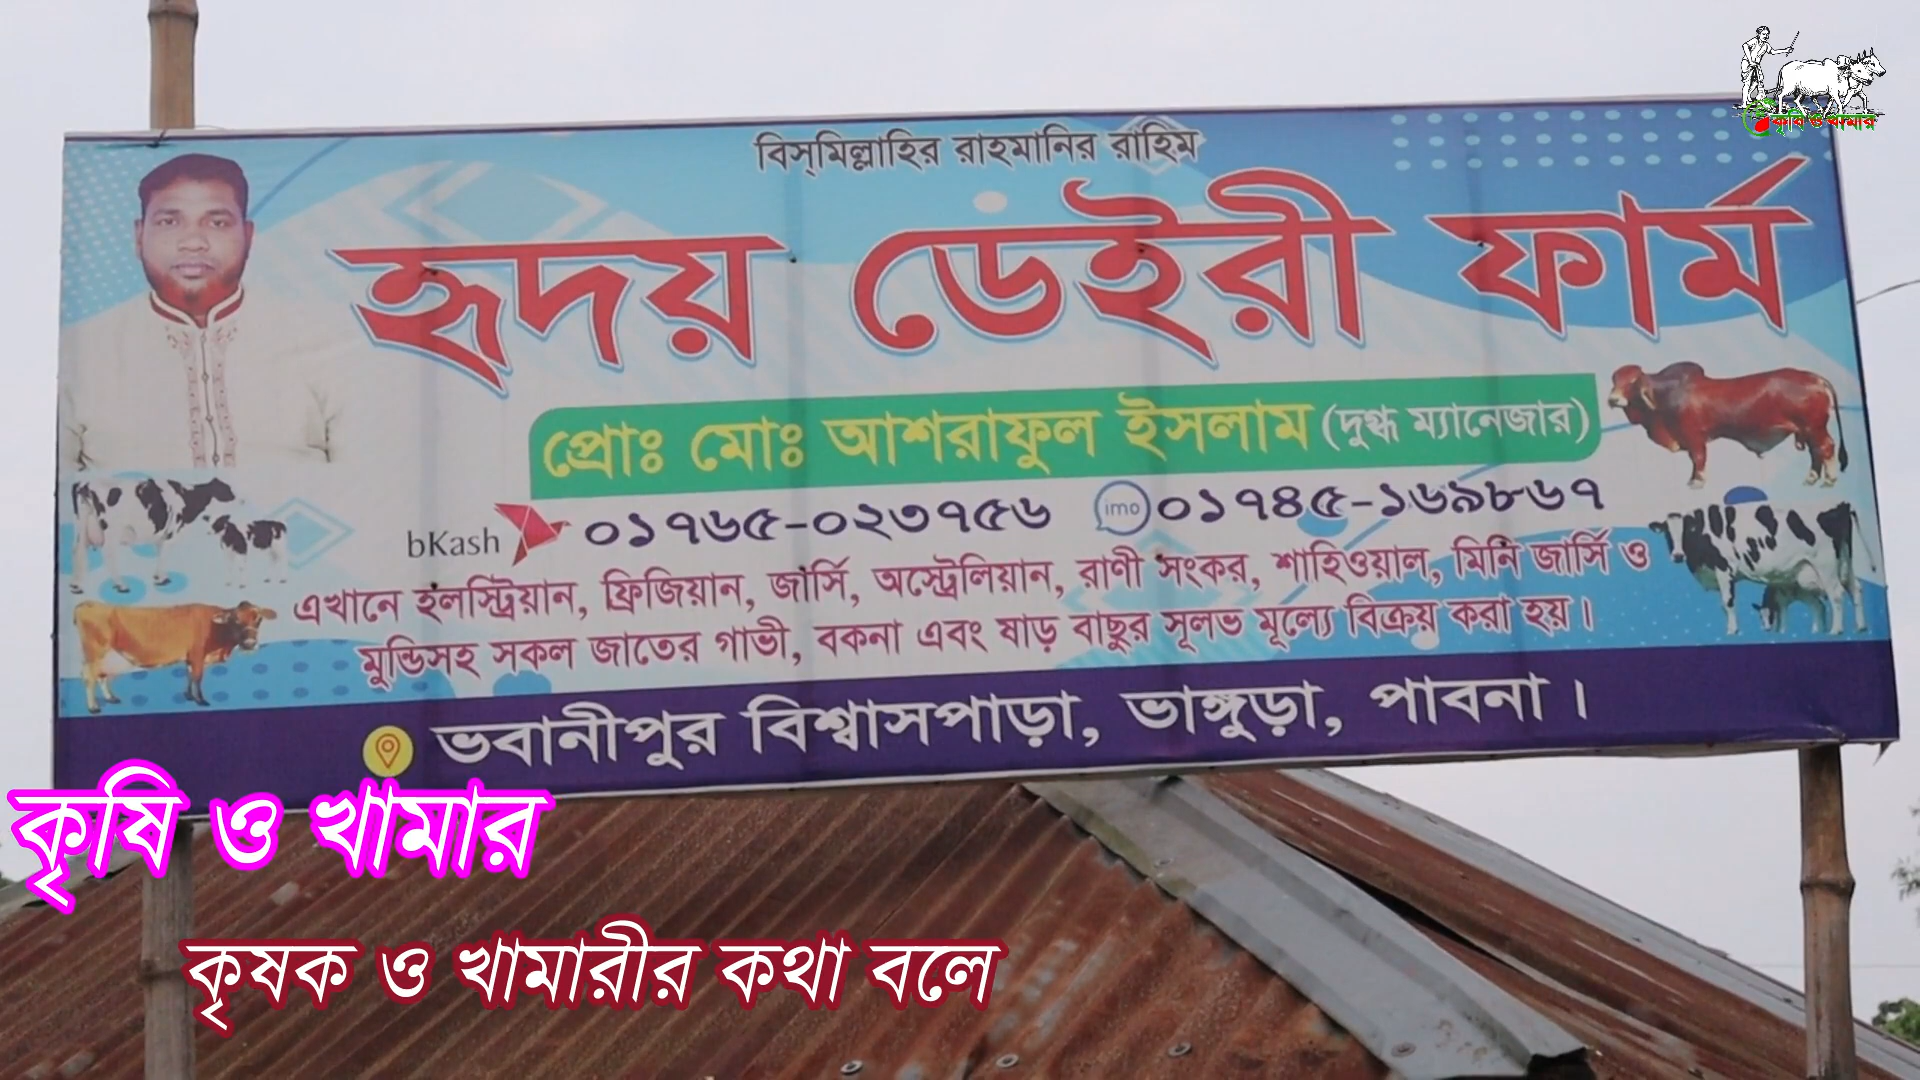 কৃষি ও খামার
বিস্‌মিল্লাহির রাহমানির রাহিম
হৃদয় ডেইরী ফার্ম
প্রোঃ মোঃ আশরাফুল ইসলাম (দুগ্ধ ম্যানেজার)
bKash ০১৭৬৫-০২৩৭৫৬ imo ০১৭৪৫-১৬৯৮৬৭
এখানে হলস্ট্রিয়ান, ফ্রিজিয়ান, জার্সি, অস্ট্রেলিয়ান, রাণী সংকর, শাহিওয়াল, মিনি জার্সি ও
মুন্ডিসহ সকল জাতের গাভী, বকনা এবং ষাড় বাছুর সূলভ মূল্যে বিক্রয় করা হয়।
ভবানীপুর বিশ্বাসপাড়া, ভাঙ্গুড়া, পাবনা।
কৃষি ও খামার
কৃষক ও খামারীর কথা বলে